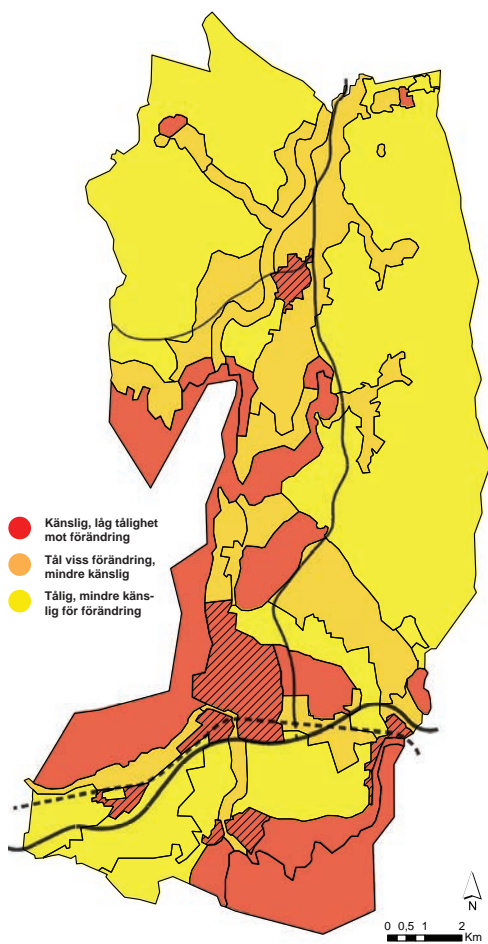 Känslig, låg tålighet
mot förändring
Tål viss förändring,
mindre känslig
Tålig, mindre käns-
lig för förändring
N
0 0,5 1 2
Km